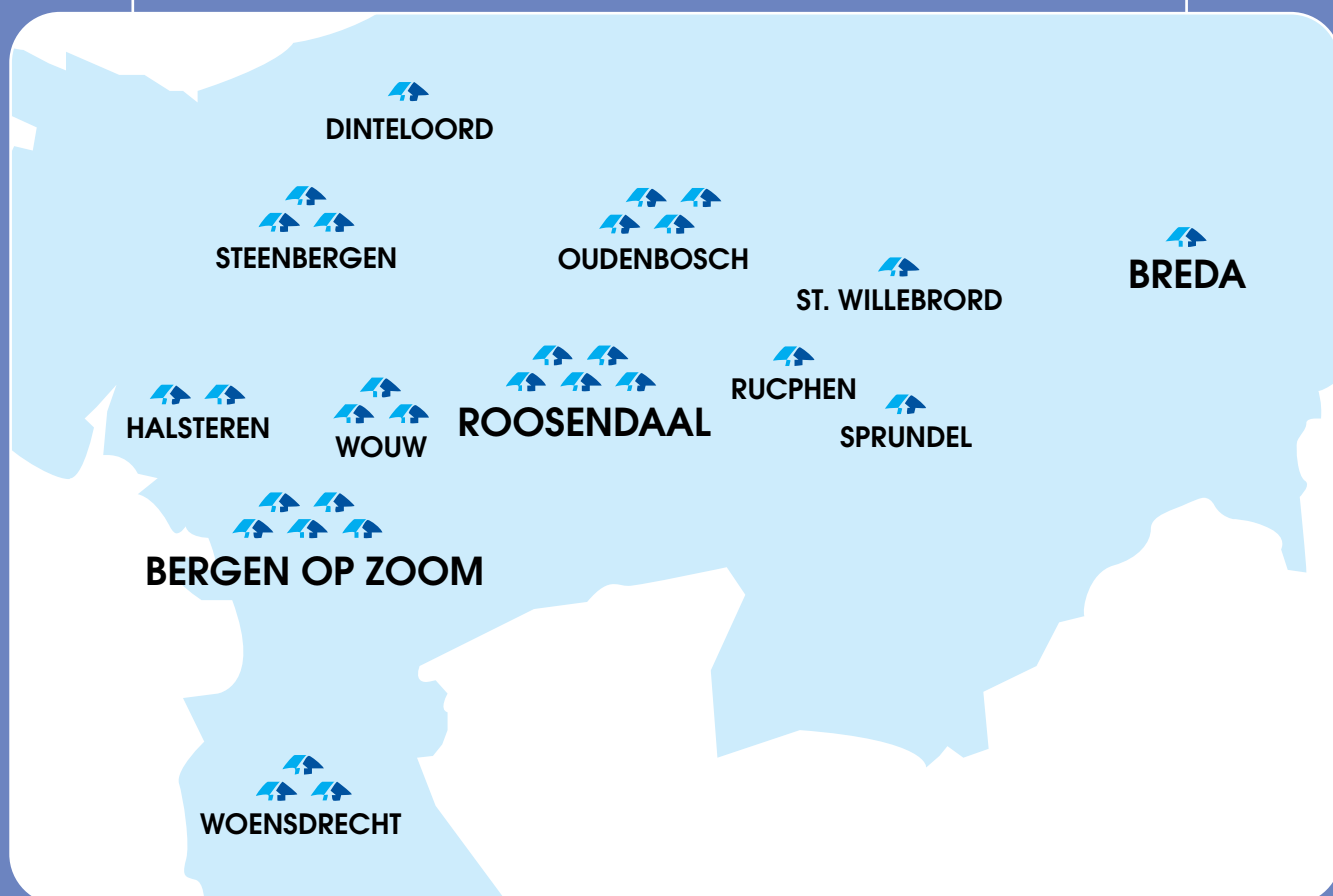 DINTELOORD
STEENBERGEN
OUDENBOSCH
BREDA
ST. WILLEBRORD
RUCPHEN
HALSTEREN
WOUW
ROOSENDAAL
SPRUNDEL
BERGEN OP ZOOM
WOENSDRECHT